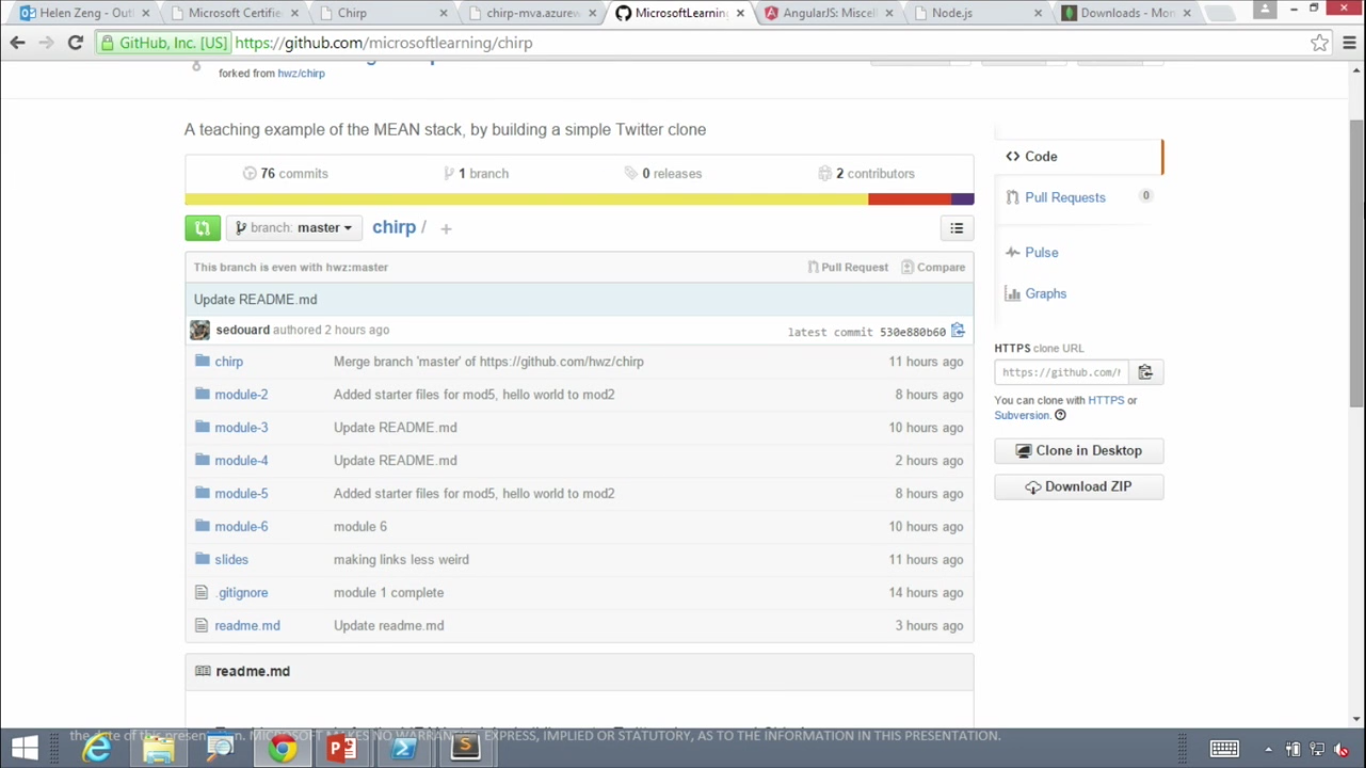 Helen Zeng - Outl
Microsoft Certifie
Chirp
chirp-mva.azurew
MicrosoftLearning
AngularJS: Miscell
Node.js
Downloads - Mon
GitHub, Inc. [US] https://github.com/microsoftlearning/chirp
forked from hwz/chirp
A teaching example of the MEAN stack, by building a simple Twitter clone
76 commits
1 branch
0 releases
2 contributors
branch: master
chirp / +
This branch is even with hwz:master
Pull Request
Compare
Update README.md
sedouard authored 2 hours ago
latest commit 530e880b60
chirp Merge branch 'master' of https://github.com/hwz/chirp 11 hours ago
module-2 Added starter files for mod5, hello world to mod2 8 hours ago
module-3 Update README.md 10 hours ago
module-4 Update README.md 2 hours ago
module-5 Added starter files for mod5, hello world to mod2 8 hours ago
module-6 module 6 10 hours ago
slides making links less weird 11 hours ago
.gitignore module 1 complete 14 hours ago
readme.md Update readme.md 3 hours ago
readme.md
Code
Pull Requests 0
Pulse
Graphs
HTTPS clone URL
https://github.com/
You can clone with HTTPS or
Subversion.
Clone in Desktop
Download ZIP
the date of this presentation. MICROSOFT MAKES NO WARRANTIES, EXPRESS, IMPLIED OR STATUTORY, AS TO THE INFORMATION IN THIS PRESENTATION.